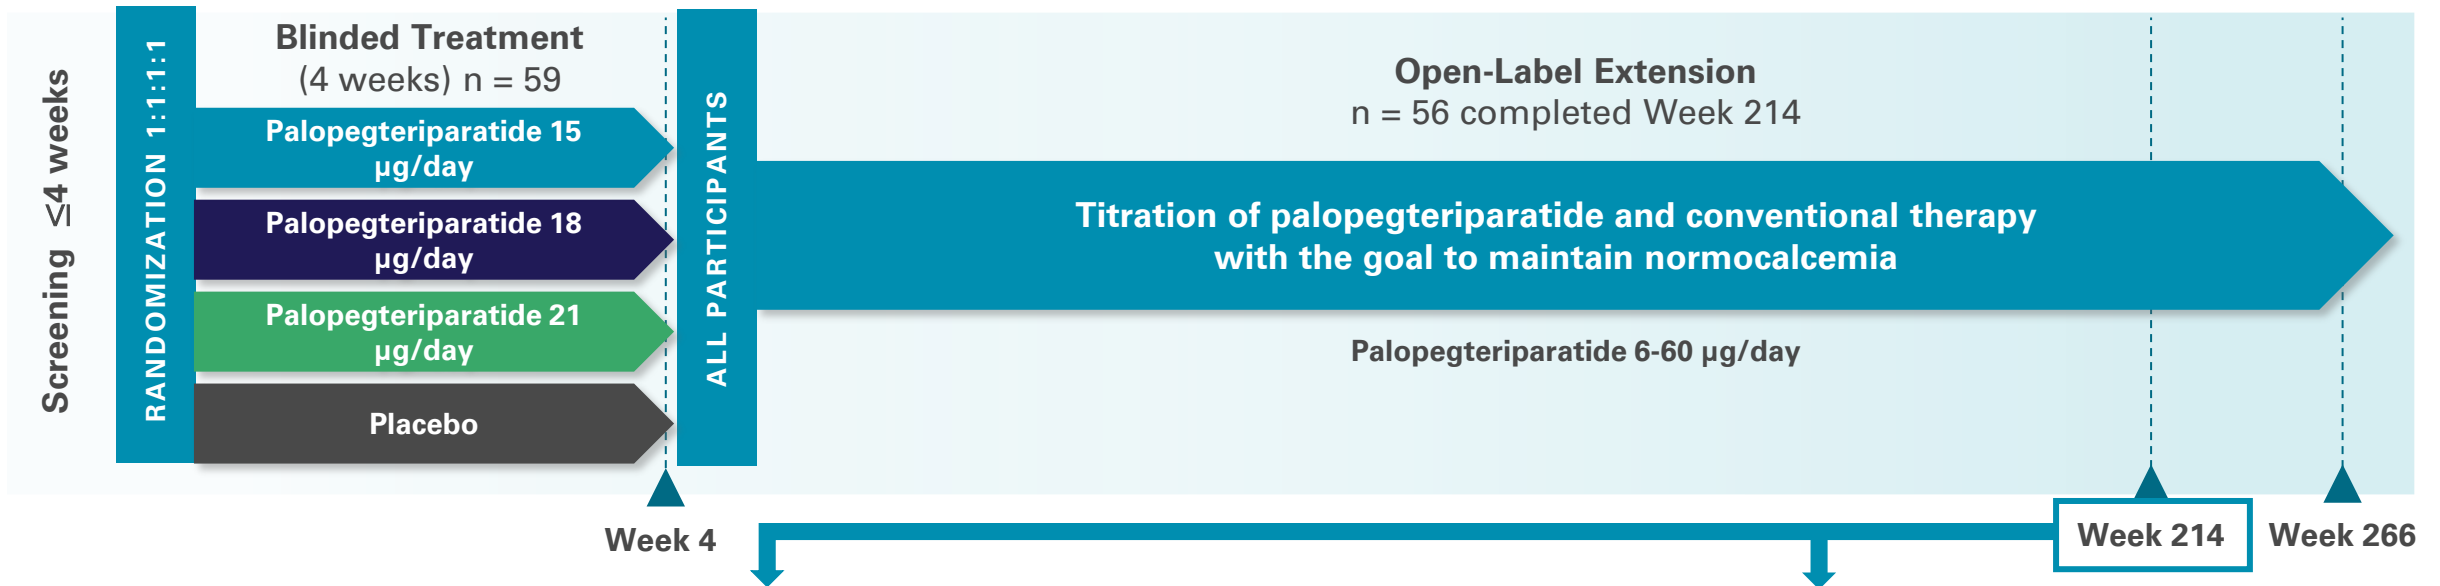 Screening ≤4 weeks
RANDOMIZATION 1:1:1:1
Blinded Treatment
(4 weeks) n = 59
Palopegteriparatide 15
µg/day
Palopegteriparatide 18
µg/day
Palopegteriparatide 21
µg/day
Placebo
ALL PARTICIPANTS
Open-Label Extension
n = 56 completed Week 214
Titration of palopegteriparatide and conventional therapy
with the goal to maintain normocalcemia
Palopegteriparatide 6-60 µg/day
Week 4
Week 214
Week 266